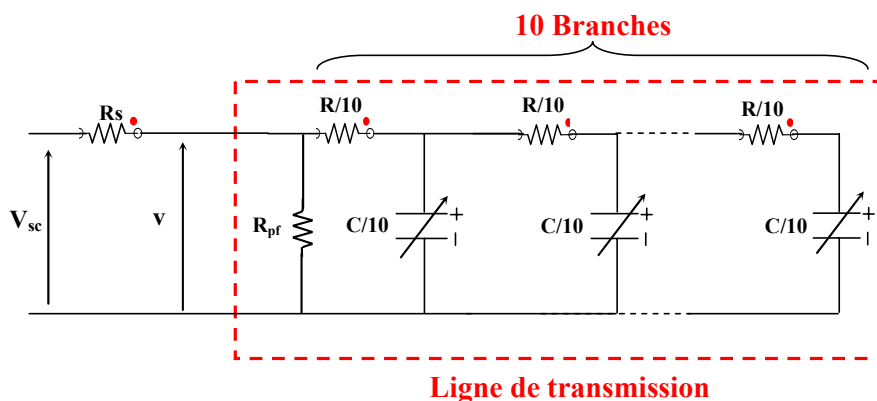 10 Branches
Rs
R/10
R/10
R/10
Vsc
v
Rpf
C/10
C/10
C/10
+
–
+
–
+
–
Ligne de transmission